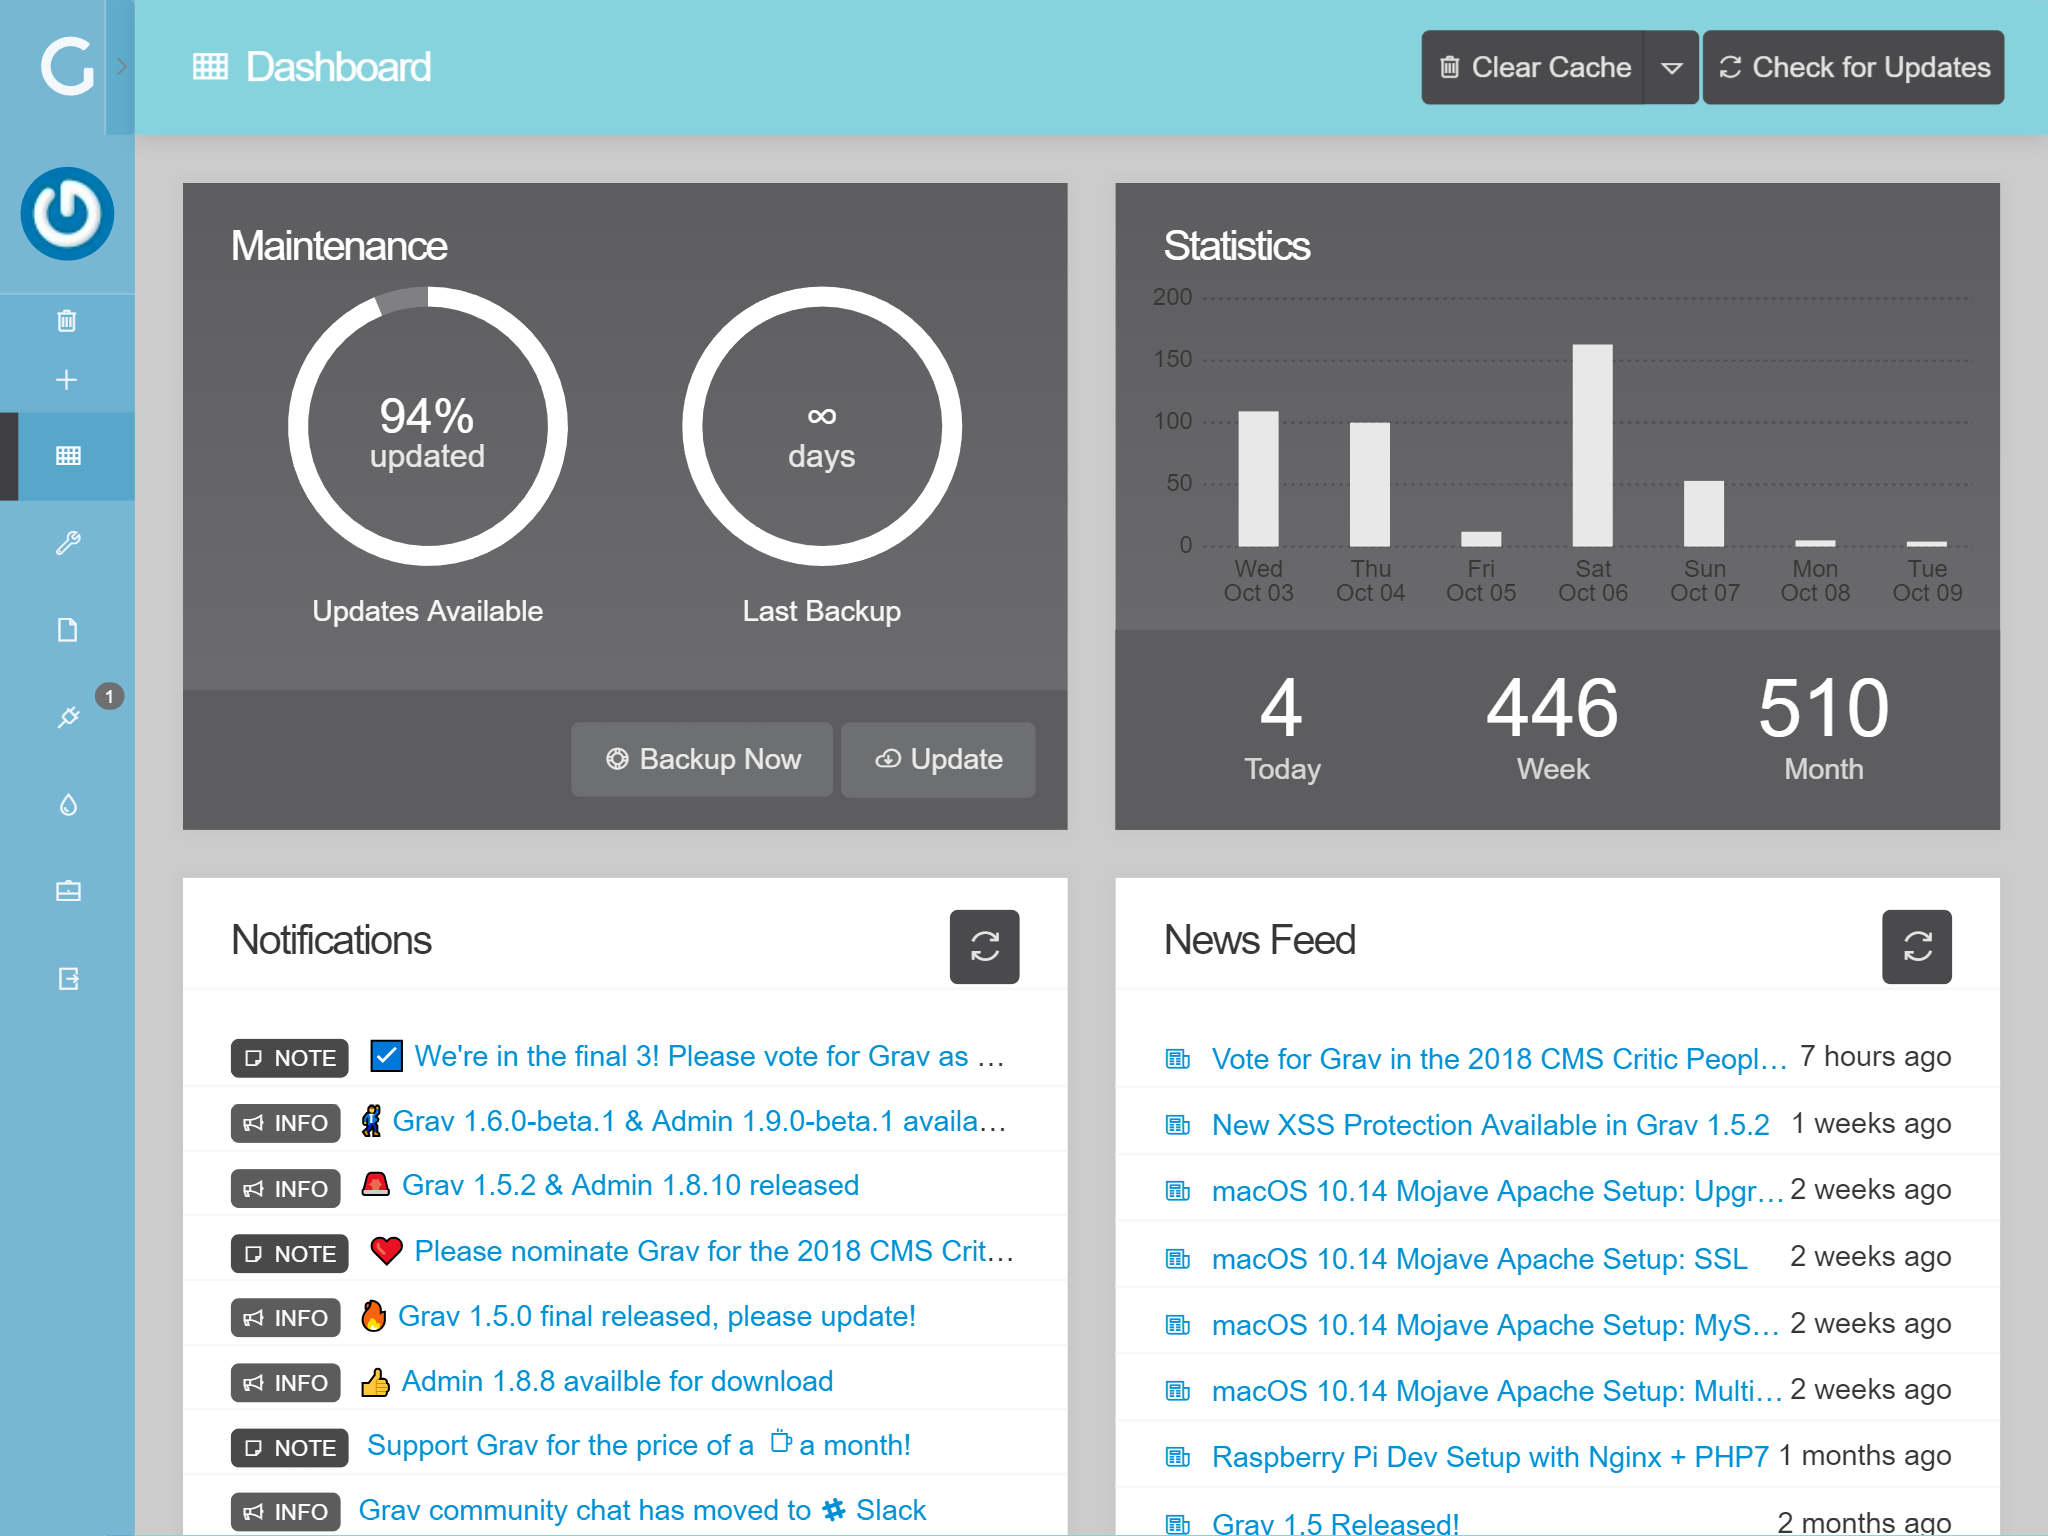 Dashboard
Clear Cache
Check for Updates
1
Maintenance
94%
updated
∞
days
Updates Available
Last Backup
Backup Now
Update
Statistics
200
150
100
50
0
Wed Thu Fri Sat Sun Mon Tue
Oct 03 Oct 04 Oct 05 Oct 06 Oct 07 Oct 08 Oct 09
4 446 510
Today Week Month
Notifications
NOTE We're in the final 3! Please vote for Grav as …
INFO Grav 1.6.0-beta.1 & Admin 1.9.0-beta.1 availa…
INFO Grav 1.5.2 & Admin 1.8.10 released
NOTE Please nominate Grav for the 2018 CMS Crit…
INFO Grav 1.5.0 final released, please update!
INFO Admin 1.8.8 availble for download
NOTE Support Grav for the price of a a month!
INFO Grav community chat has moved to Slack
News Feed
Vote for Grav in the 2018 CMS Critic Peopl… 7 hours ago
New XSS Protection Available in Grav 1.5.2 1 weeks ago
macOS 10.14 Mojave Apache Setup: Upgr… 2 weeks ago
macOS 10.14 Mojave Apache Setup: SSL 2 weeks ago
macOS 10.14 Mojave Apache Setup: MyS… 2 weeks ago
macOS 10.14 Mojave Apache Setup: Multi… 2 weeks ago
Raspberry Pi Dev Setup with Nginx + PHP7 1 months ago
Grav 1.5 Released! 2 months ago